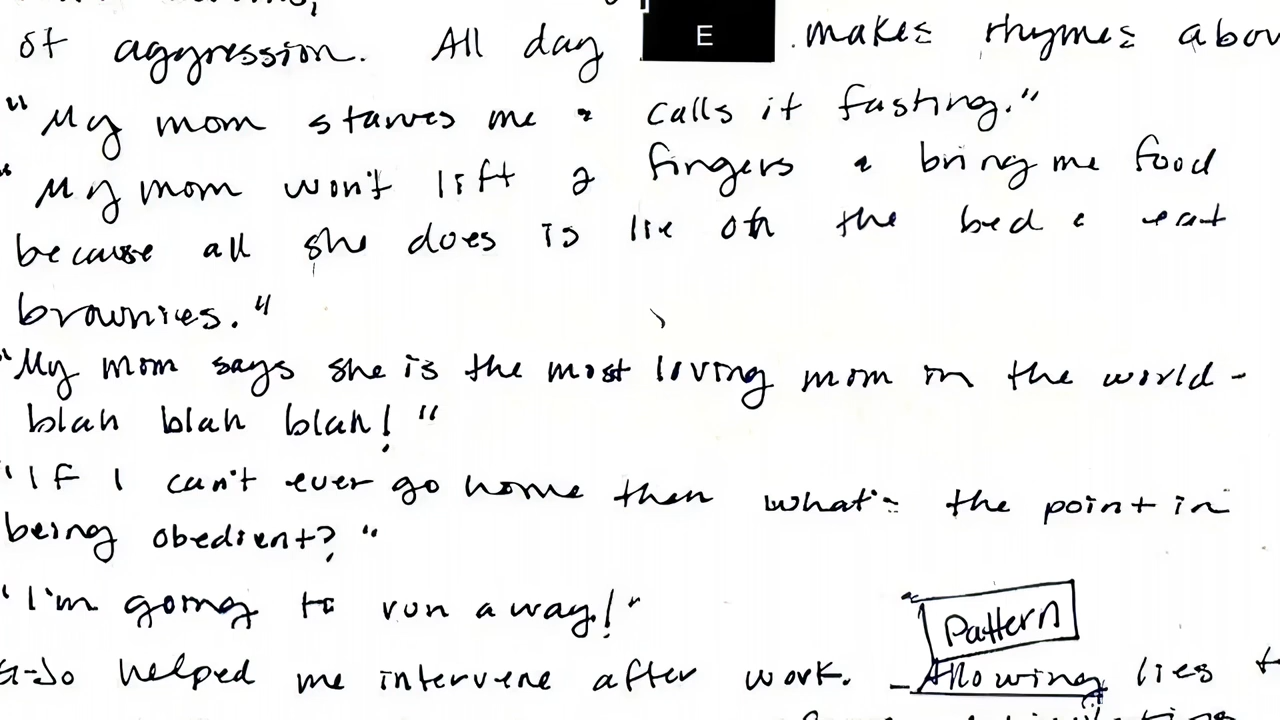 of aggression. All day E makes rhymes abou
"My mom starves me & calls it fasting."
"My mom won't lift 2 fingers & bring me food
because all she does is lie on the bed & eat
brownies."
"My mom says she is the most loving mom in the world -
blah blah blah!"
"If I can't ever go home then what's the point in
being obedient?"
"I'm going to run away!"
Pattern
helped me intervene after work. - Allowing lies